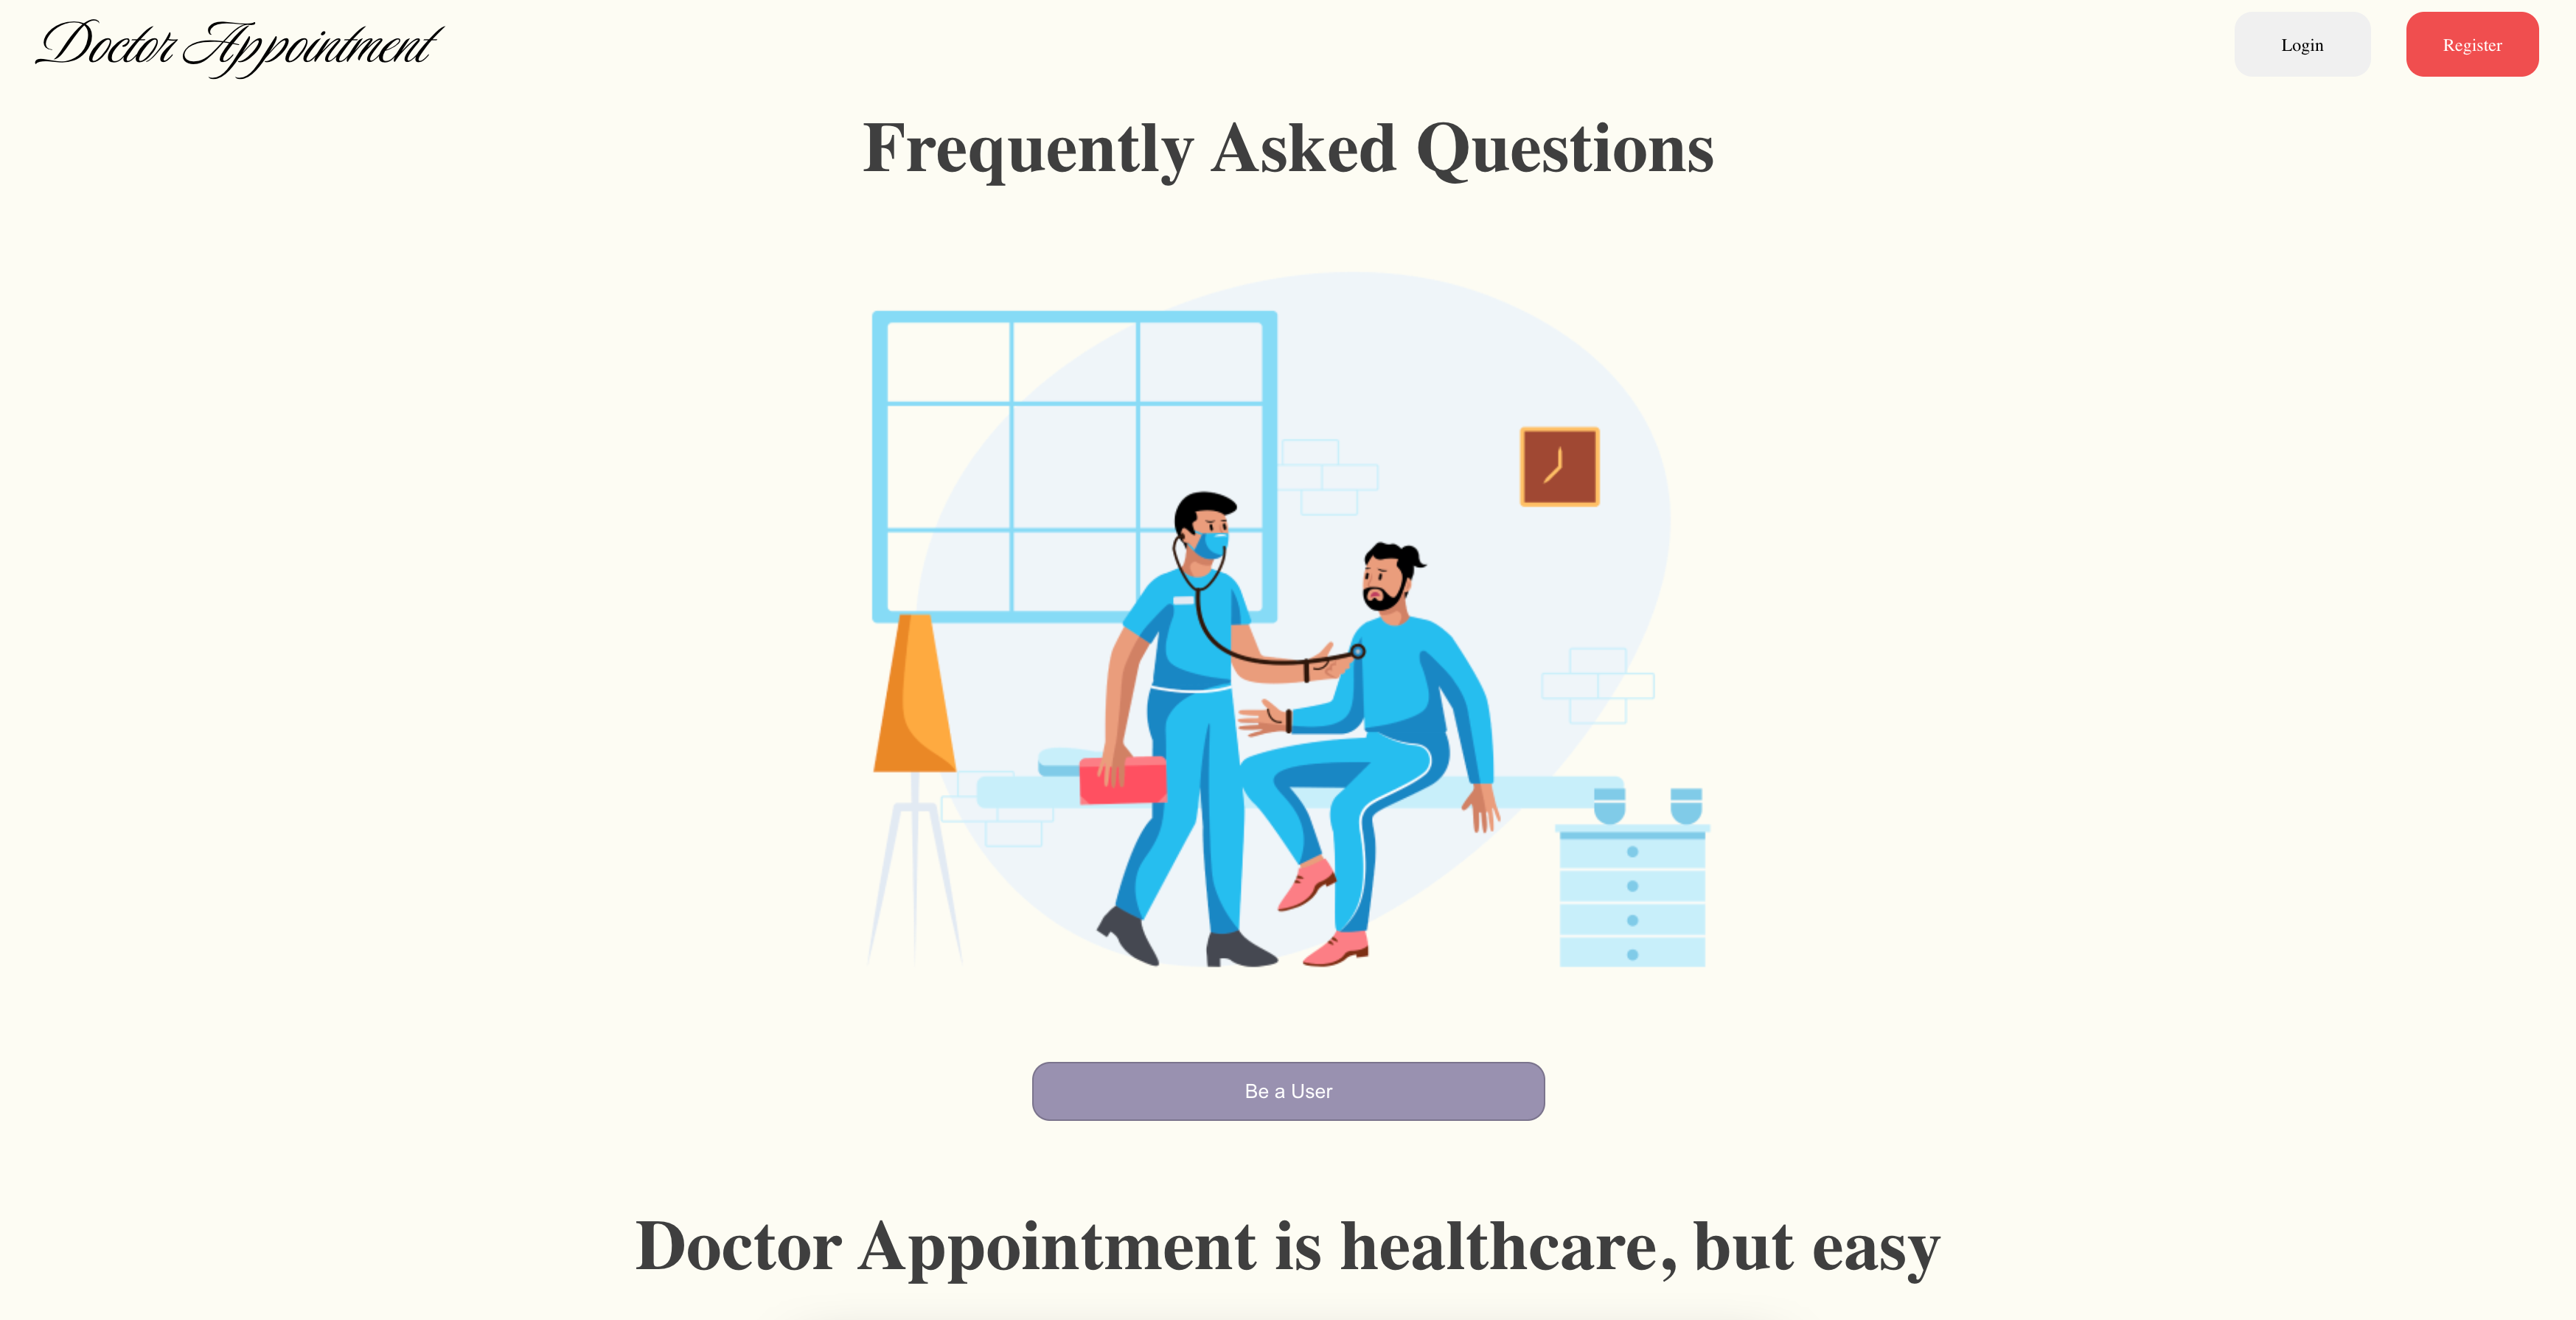 Doctor Appointment
Login
Register
Frequently Asked Questions
Be a User
Doctor Appointment is healthcare, but easy